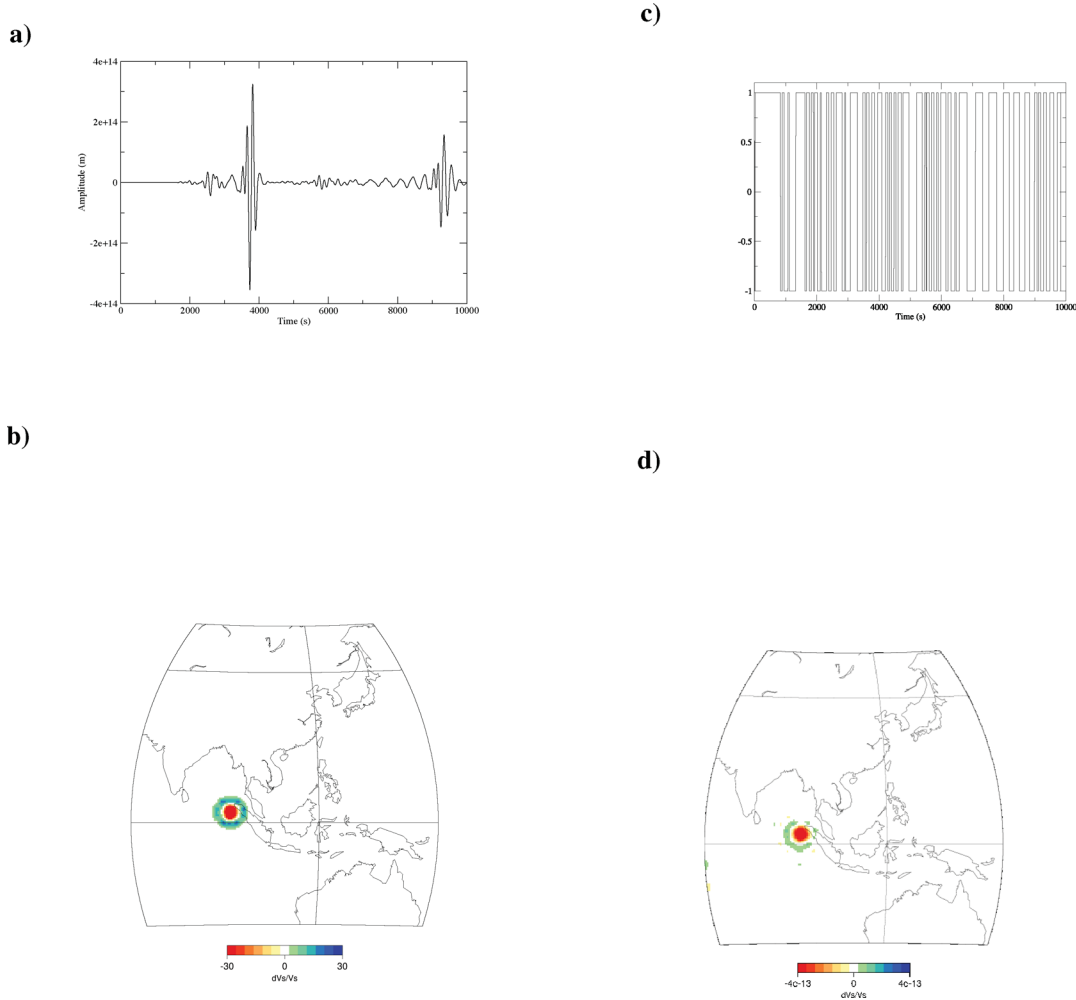 a)
4e+14
2e+14
0
-2e+14
-4e+14
Amplitude (m)
0 2000 4000 6000 8000 10000
Time (s)
c)
1
0.5
0
-0.5
-1
0 2000 4000 6000 8000 10000
Time (s)
b)
-30 0 30
dVs/Vs
d)
-4e-13 0 4e-13
dVs/Vs